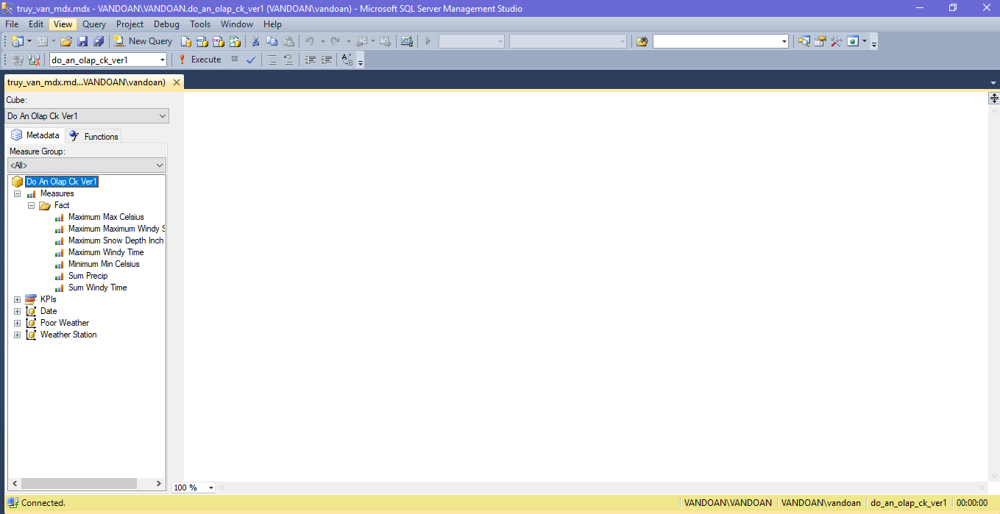 truy_van_mdx.mdx - VANDOAN\VANDOAN.do_an_olap_ck_ver1 (VANDOAN\vandoan) - Microsoft SQL Server Management Studio
File Edit View Query Project Debug Tools Window Help
New Query
do_an_olap_ck_ver1 Execute
truy_van_mdx.md...VANDOAN\vandoan)
Cube:
Do An Olap Ck Ver1
Metadata Functions
Measure Group:
<All>
Do An Olap Ck Ver1
Measures
Fact
Maximum Max Celsius
Maximum Maximum Windy S
Maximum Snow Depth Inch
Maximum Windy Time
Minimum Min Celsius
Sum Precip
Sum Windy Time
KPIs
Date
Poor Weather
Weather Station
100 %
Connected. VANDOAN\VANDOAN VANDOAN\vandoan do_an_olap_ck_ver1 00:00:00